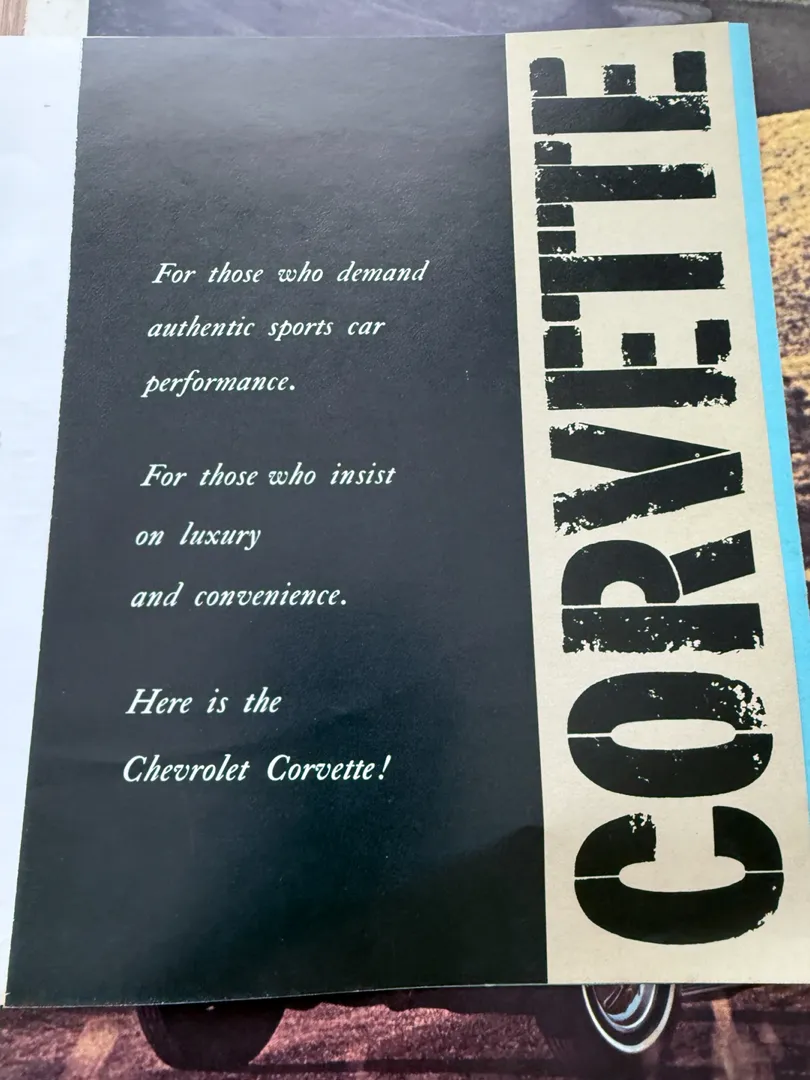 For those who demand
authentic sports car
performance.
For those who insist
on luxury
and convenience.
Here is the
Chevrolet Corvette!
CORVETTE